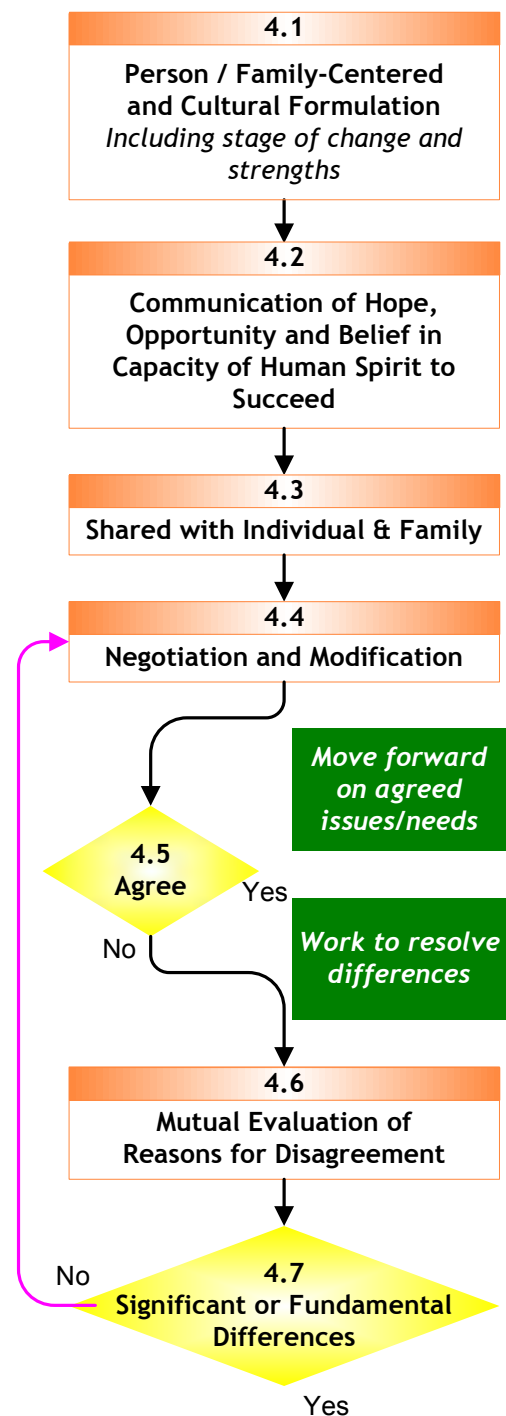 4.1
Person / Family-Centered
and Cultural Formulation
Including stage of change and
strengths
4.2
Communication of Hope,
Opportunity and Belief in
Capacity of Human Spirit to
Succeed
4.3
Shared with Individual & Family
4.4
Negotiation and Modification
Move forward
on agreed
issues/needs
4.5
Agree
Yes
No
Work to resolve
differences
4.6
Mutual Evaluation of
Reasons for Disagreement
No
4.7
Significant or Fundamental
Differences
Yes